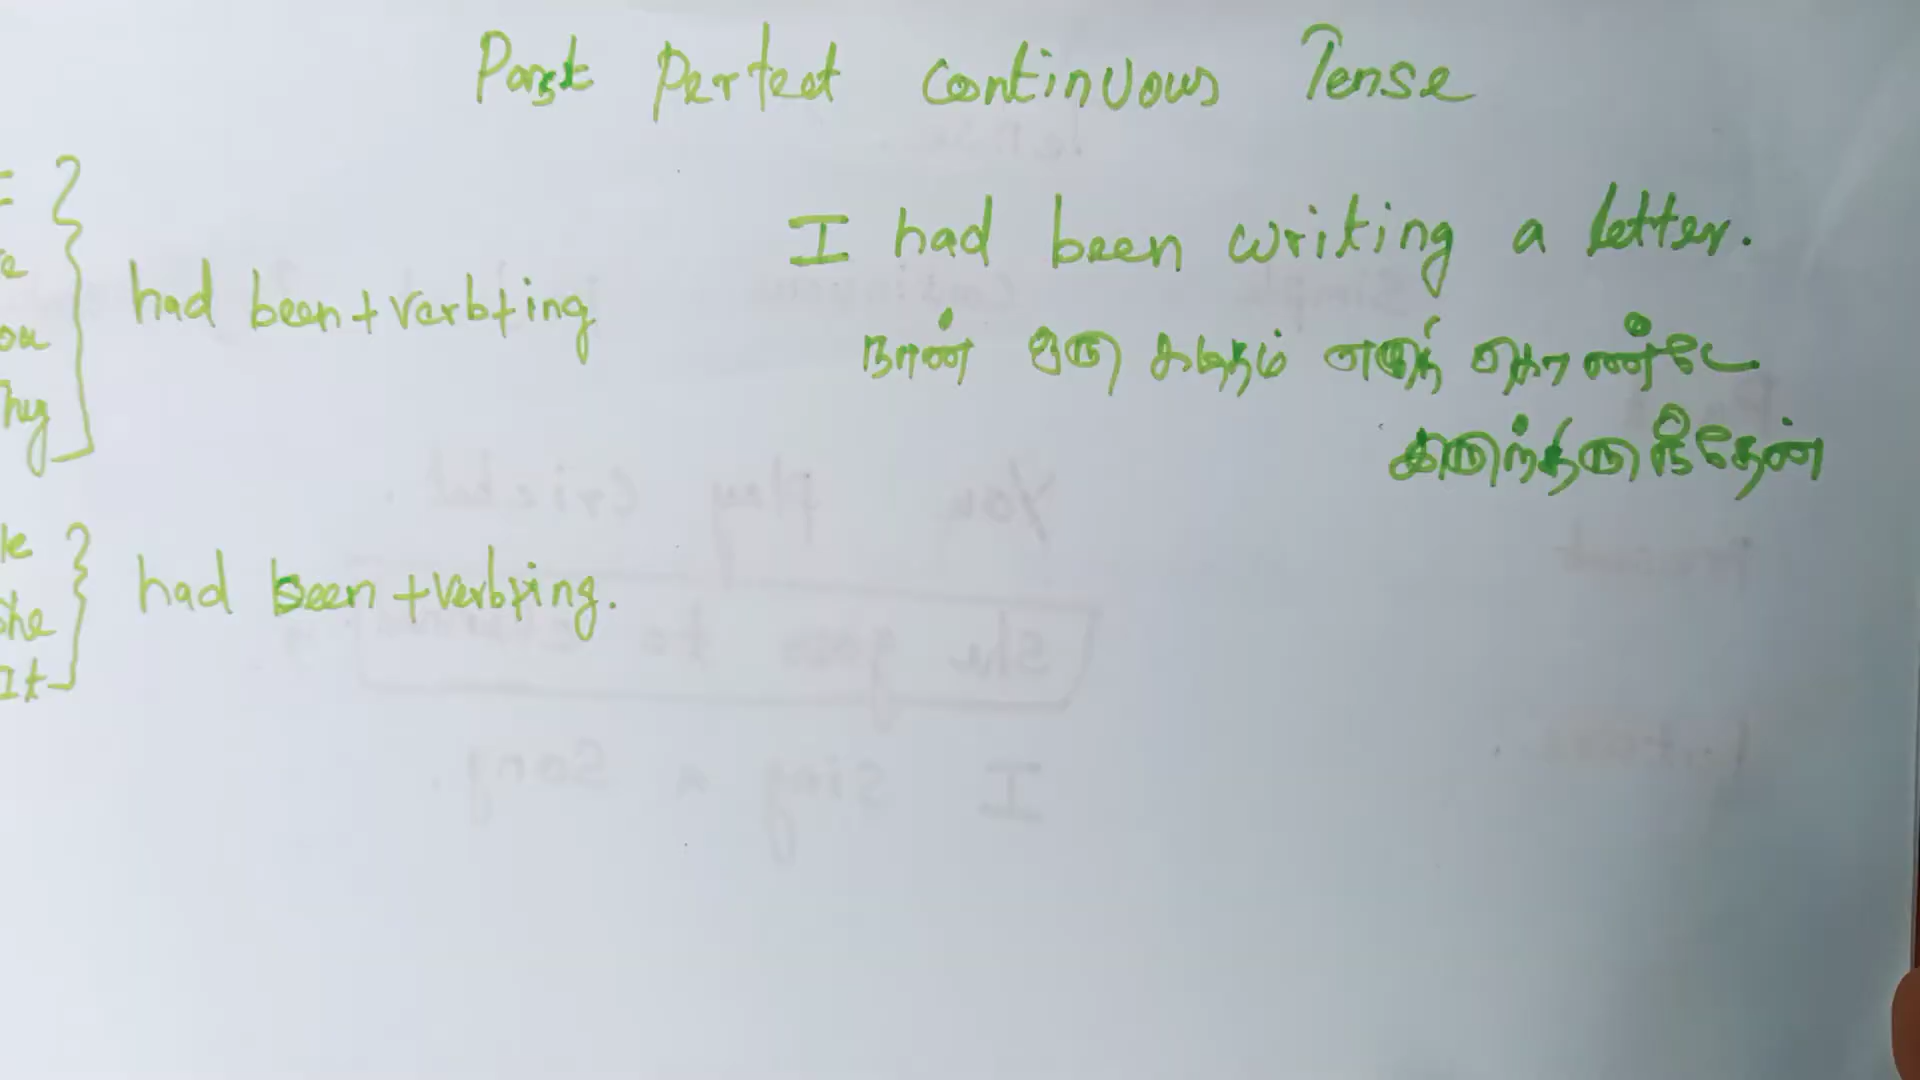 Past Perfect continuous Tense
I had been writing a letter.
had been + verb + ing
நான் ஒரு கடிதம் எழுதி கொண்டே
இருந்திருந்தேன்
had been + verb + ing.
she
It